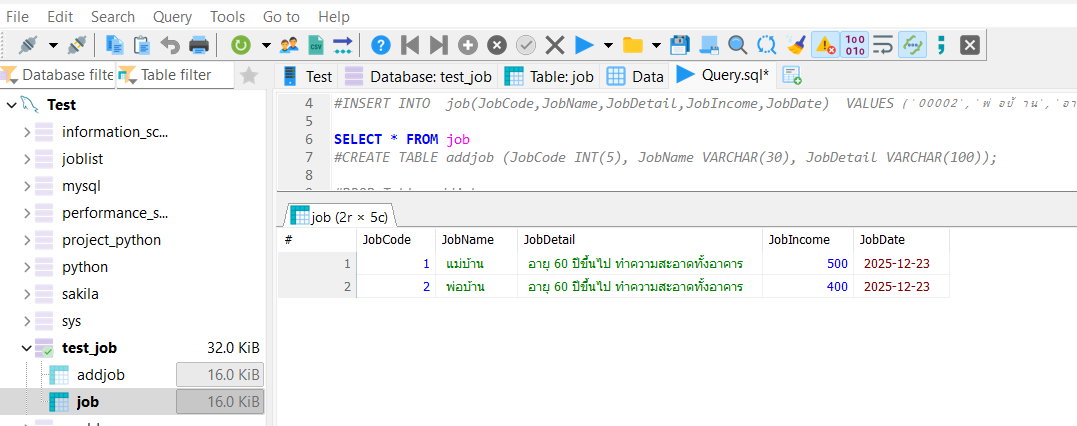 File Edit Search Query Tools Go to Help
Database filte Table filter
Test Database: test_job Table: job Data Query.sql*
Test
information_sc...
joblist
mysql
performance_s...
project_python
python
sakila
sys
test_job 32.0 KiB
addjob 16.0 KiB
job 16.0 KiB
4 #INSERT INTO job(JobCode,JobName,JobDetail,JobIncome,JobDate) VALUES ('00002','พ่อบ้าน','อา
5
6 SELECT * FROM job
7 #CREATE TABLE addjob (JobCode INT(5), JobName VARCHAR(30), JobDetail VARCHAR(100));
8
job (2r × 5c)
# JobCode JobName JobDetail JobIncome JobDate
1 1 แม่บ้าน อายุ 60 ปีขึ้นไป ทำความสะอาดทั้งอาคาร 500 2025-12-23
2 2 พ่อบ้าน อายุ 60 ปีขึ้นไป ทำความสะอาดทั้งอาคาร 400 2025-12-23